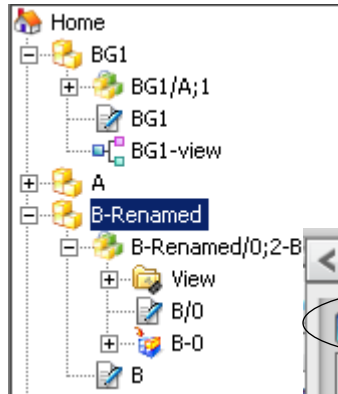 Home
BG1
BG1/A;1
BG1
BG1-view
A
B-Renamed
B-Renamed/0;2-B
View
B/0
B-0
B